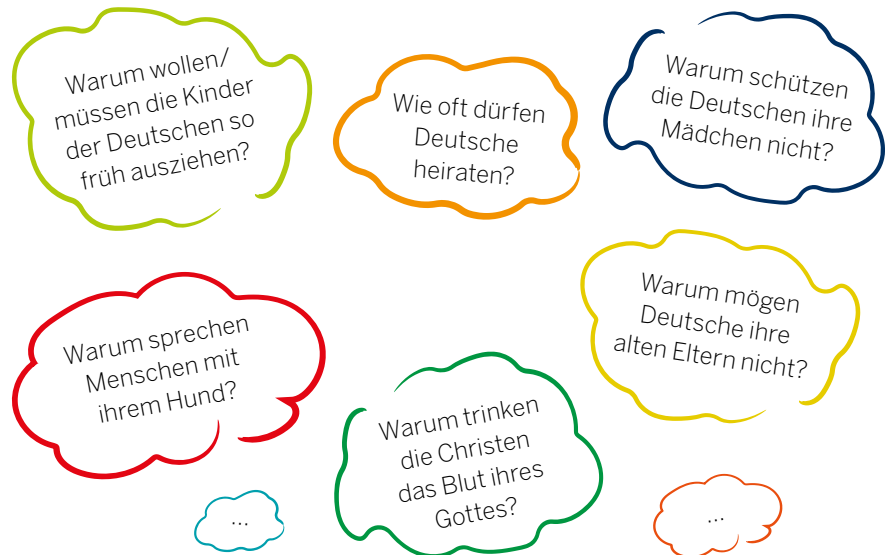 Warum wollen/
müssen die Kinder
der Deutschen so
früh ausziehen?
Wie oft dürfen
Deutsche
heiraten?
Warum schützen
die Deutschen ihre
Mädchen nicht?
Warum sprechen
Menschen mit
ihrem Hund?
Warum trinken
die Christen
das Blut ihres
Gottes?
Warum mögen
Deutsche ihre
alten Eltern nicht?
...
...